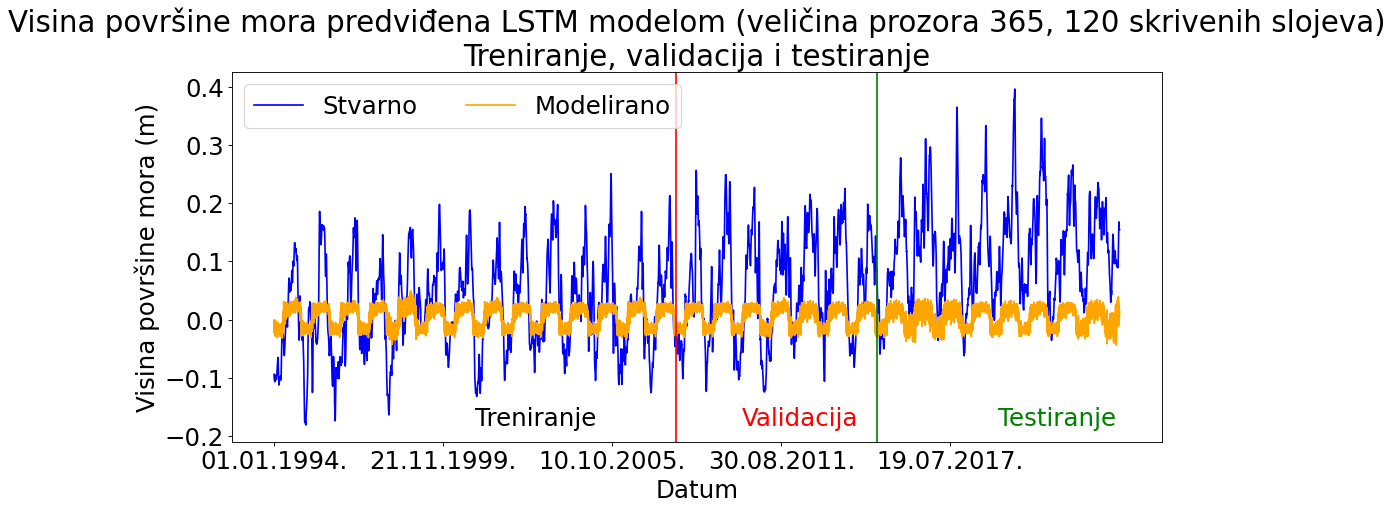 Visina površine mora predviđena LSTM modelom (veličina prozora 365, 120 skrivenih slojeva)
Treniranje, validacija i testiranje
Stvarno Modelirano
Visina površine mora (m)
0.4
0.3
0.2
0.1
0.0
−0.1
−0.2
Treniranje Validacija Testiranje
01.01.1994. 21.11.1999. 10.10.2005. 30.08.2011. 19.07.2017.
Datum